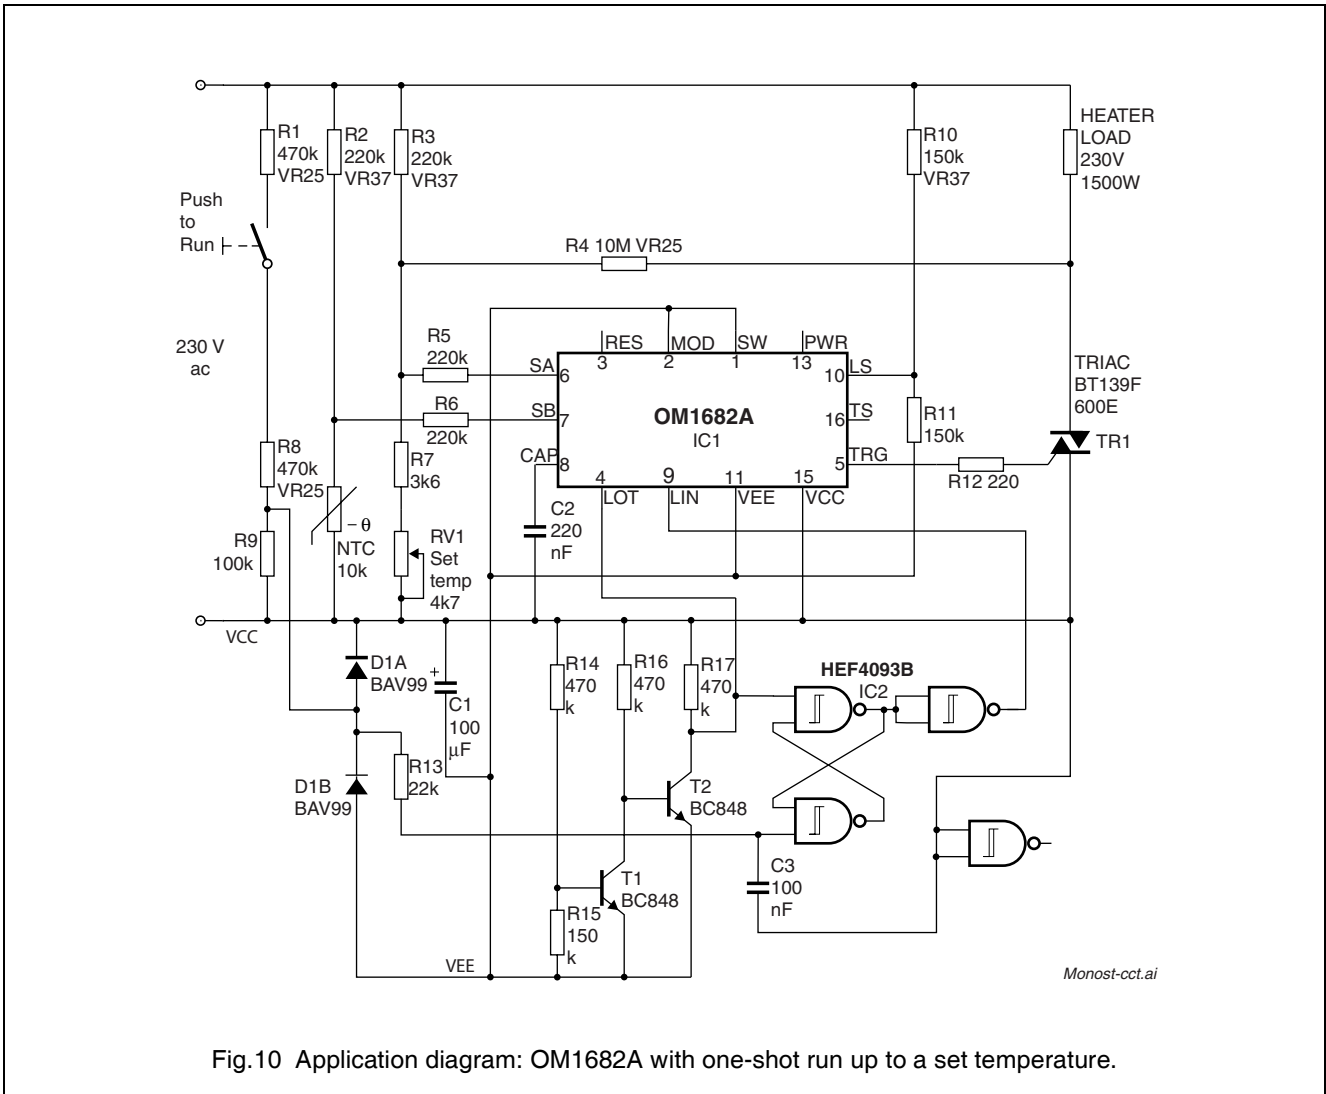 R1
470k
VR25
R2
220k
VR37
R3
220k
VR37
R10
150k
VR37
HEATER
LOAD
230V
1500W
Push
to
Run
R4 10M VR25
230 V
ac
R5
220k
RES
3
MOD
2
SW
1
PWR
13
SA
6
10
LS
TRIAC
BT139F
600E
R6
220k
SB
7
OM1682A
IC1
16
TS
R11
150k
TR1
CAP
8
5
TRG
R12 220
R8
470k
VR25
R7
3k6
4
LOT
9
LIN
11
VEE
15
VCC
C2
220
nF
– θ
NTC
10k
R9
100k
RV1
Set
temp
4k7
VCC
D1A
BAV99
+
C1
100
µF
R14
470
k
R16
470
k
R17
470
k
HEF4093B
IC2
D1B
BAV99
R13
22k
T2
BC848
T1
BC848
C3
100
nF
R15
150
k
VEE
Monost-cct.ai
Fig.10 Application diagram: OM1682A with one-shot run up to a set temperature.